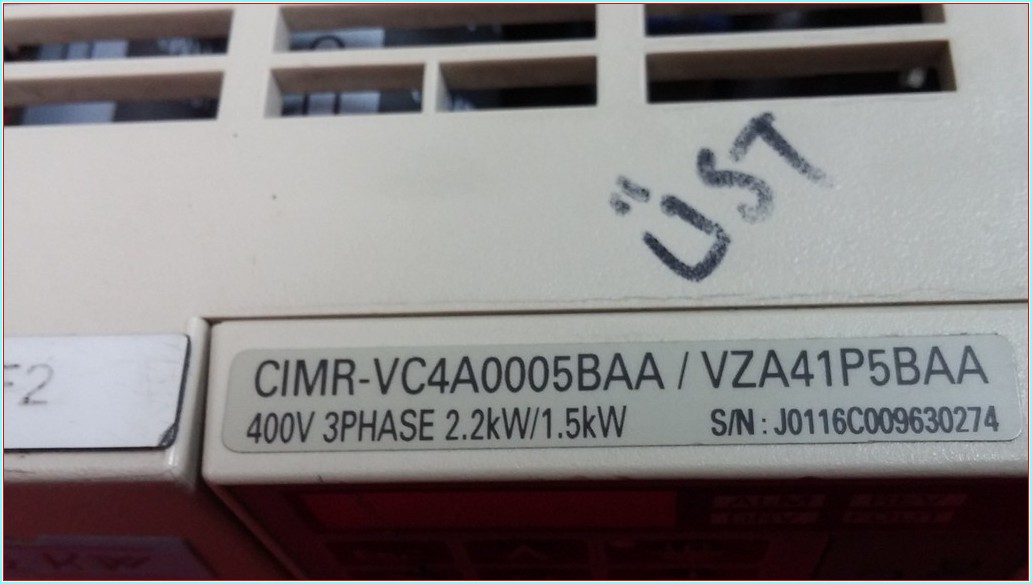 ÜST
F2
CIMR-VC4A0005BAA / VZA41P5BAA
400V 3PHASE 2.2kW/1.5kW
S/N : J0116C009630274